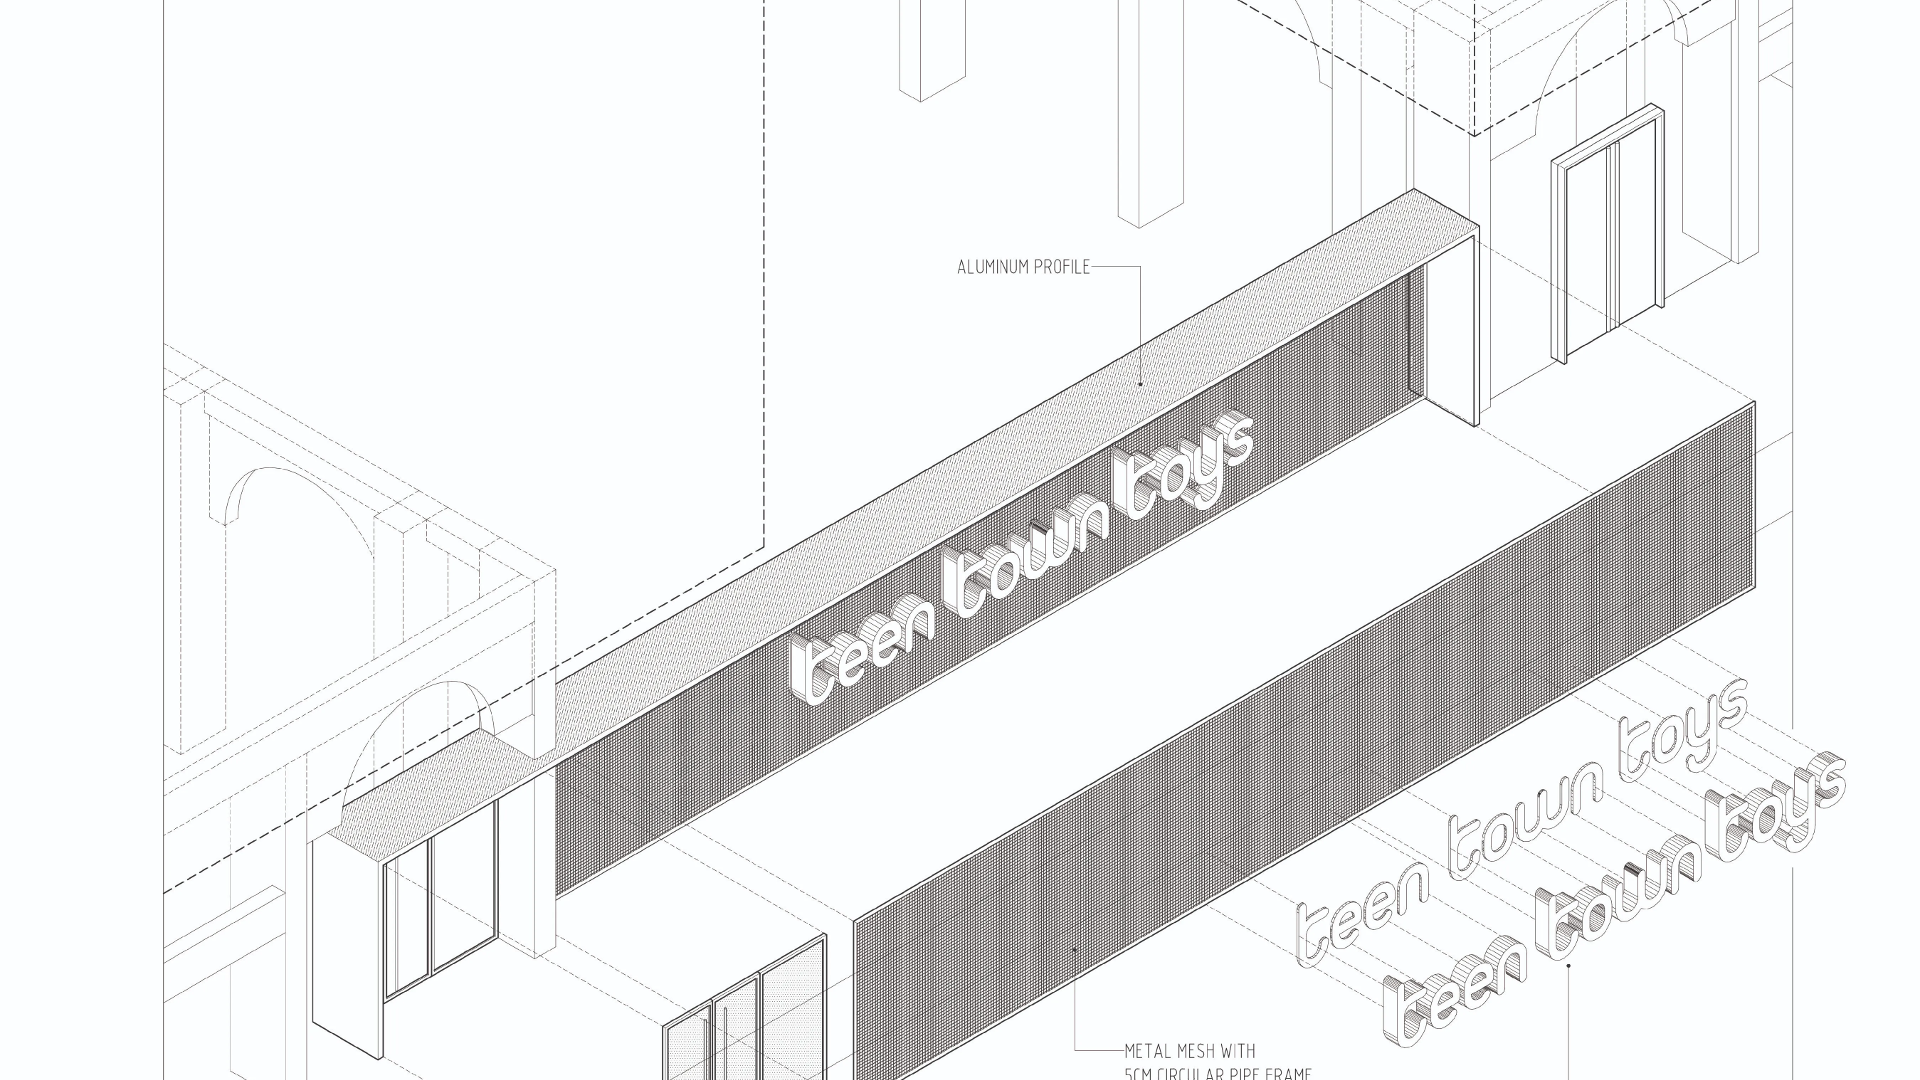 ALUMINUM PROFILE
teen town toys
teen town toys
teen town toys
METAL MESH WITH
5CM CIRCULAR PIPE FRAME